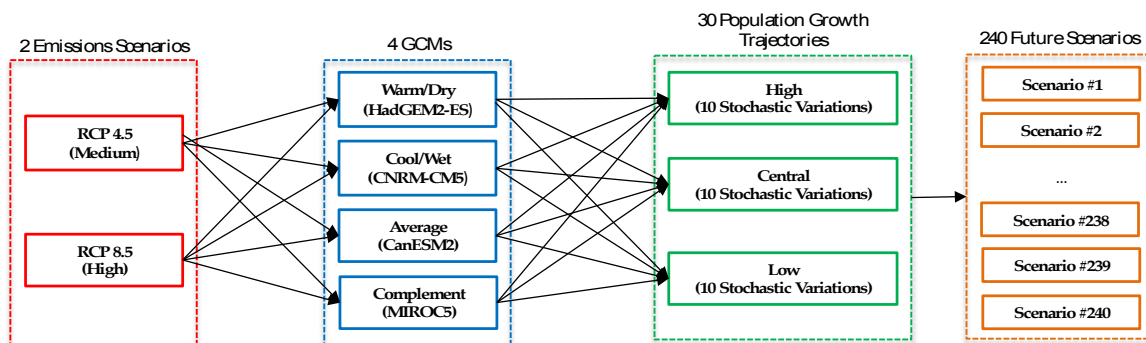 2 Emissions Scenarios
RCP 4.5
(Medium)
RCP 8.5
(High)
4 GCMs
Warm/Dry
(HadGEM2-ES)
Cool/Wet
(CNRM-CM5)
Average
(CanESM2)
Complement
(MIROC5)
30 Population Growth
Trajectories
High
(10 Stochastic Variations)
Central
(10 Stochastic Variations)
Low
(10 Stochastic Variations)
240 Future Scenarios
Scenario #1
Scenario #2
...
Scenario #238
Scenario #239
Scenario #240